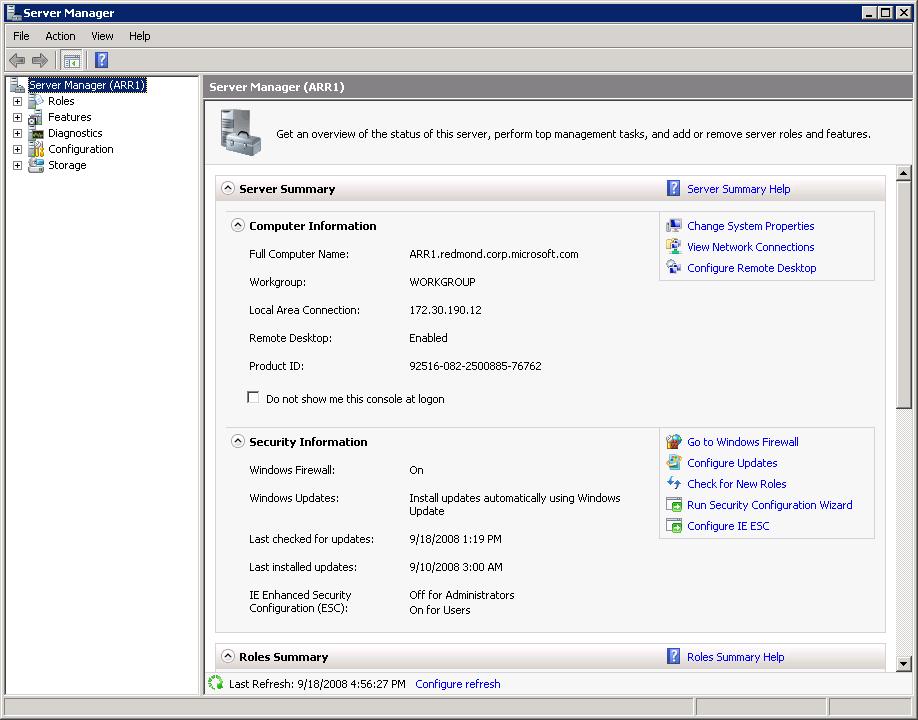 Server Manager
File Action View Help
Server Manager (ARR1)
Roles
Features
Diagnostics
Configuration
Storage
Server Manager (ARR1)
Get an overview of the status of this server, perform top management tasks, and add or remove server roles and features.
Server Summary
Server Summary Help
Computer Information
Full Computer Name: ARR1.redmond.corp.microsoft.com
Workgroup: WORKGROUP
Local Area Connection: 172.30.190.12
Remote Desktop: Enabled
Product ID: 92516-082-2500885-76762
Do not show me this console at logon
Change System Properties
View Network Connections
Configure Remote Desktop
Security Information
Windows Firewall: On
Windows Updates: Install updates automatically using Windows
Update
Last checked for updates: 9/18/2008 1:19 PM
Last installed updates: 9/10/2008 3:00 AM
IE Enhanced Security Off for Administrators
Configuration (ESC): On for Users
Go to Windows Firewall
Configure Updates
Check for New Roles
Run Security Configuration Wizard
Configure IE ESC
Roles Summary
Roles Summary Help
Last Refresh: 9/18/2008 4:56:27 PM Configure refresh